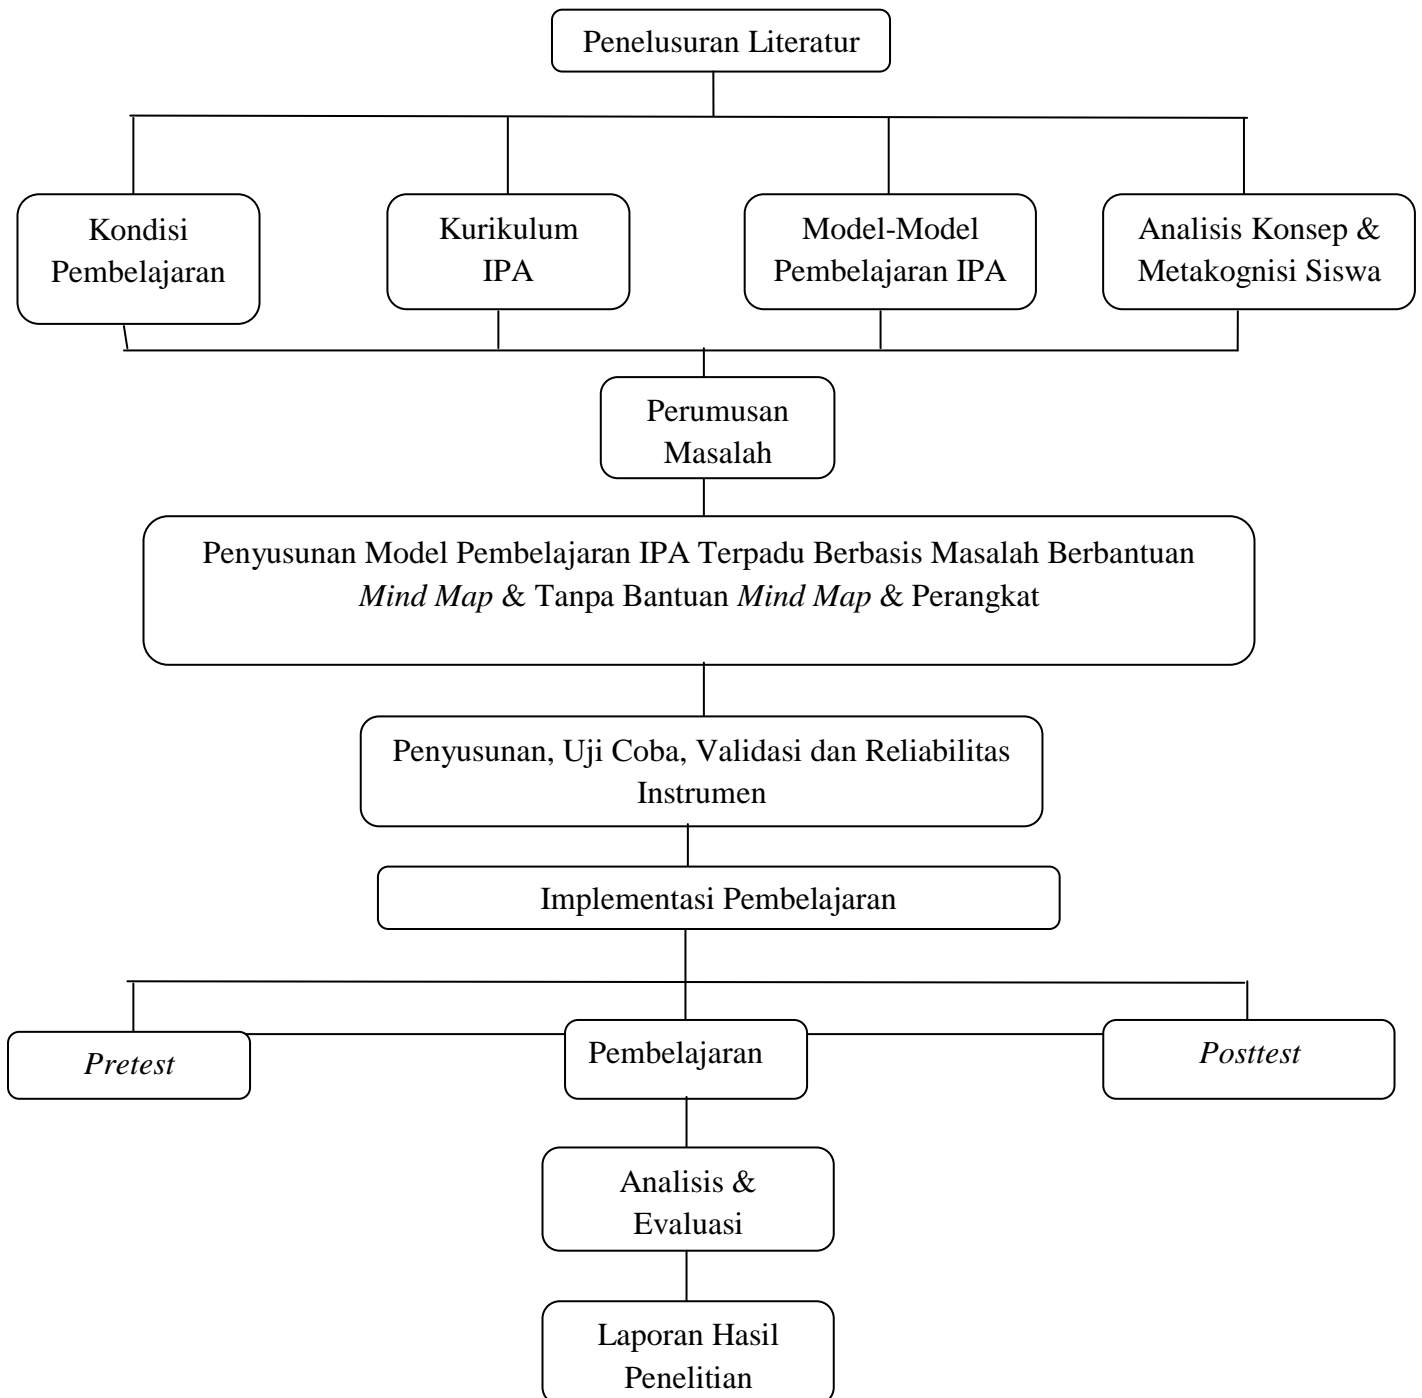 Penelusuran Literatur
Kondisi
Pembelajaran
Kurikulum
IPA
Model-Model
Pembelajaran IPA
Analisis Konsep &
Metakognisi Siswa
Perumusan
Masalah
Penyusunan Model Pembelajaran IPA Terpadu Berbasis Masalah Berbantuan
Mind Map & Tanpa Bantuan Mind Map & Perangkat
Penyusunan, Uji Coba, Validasi dan Reliabilitas
Instrumen
Implementasi Pembelajaran
Pretest
Pembelajaran
Posttest
Analisis &
Evaluasi
Laporan Hasil
Penelitian